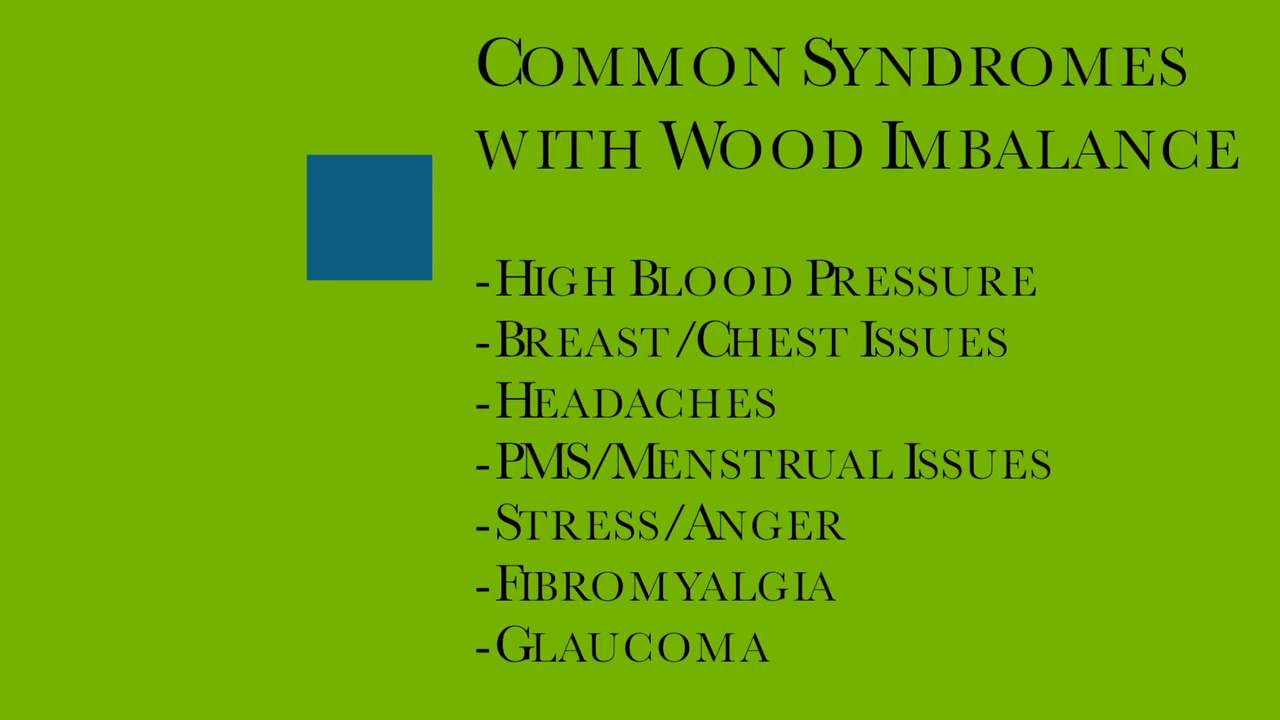 Common Syndromes
with Wood Imbalance
-High Blood Pressure
-Breast/Chest Issues
-Headaches
-PMS/Menstrual Issues
-Stress/Anger
-Fibromyalgia
-Glaucoma